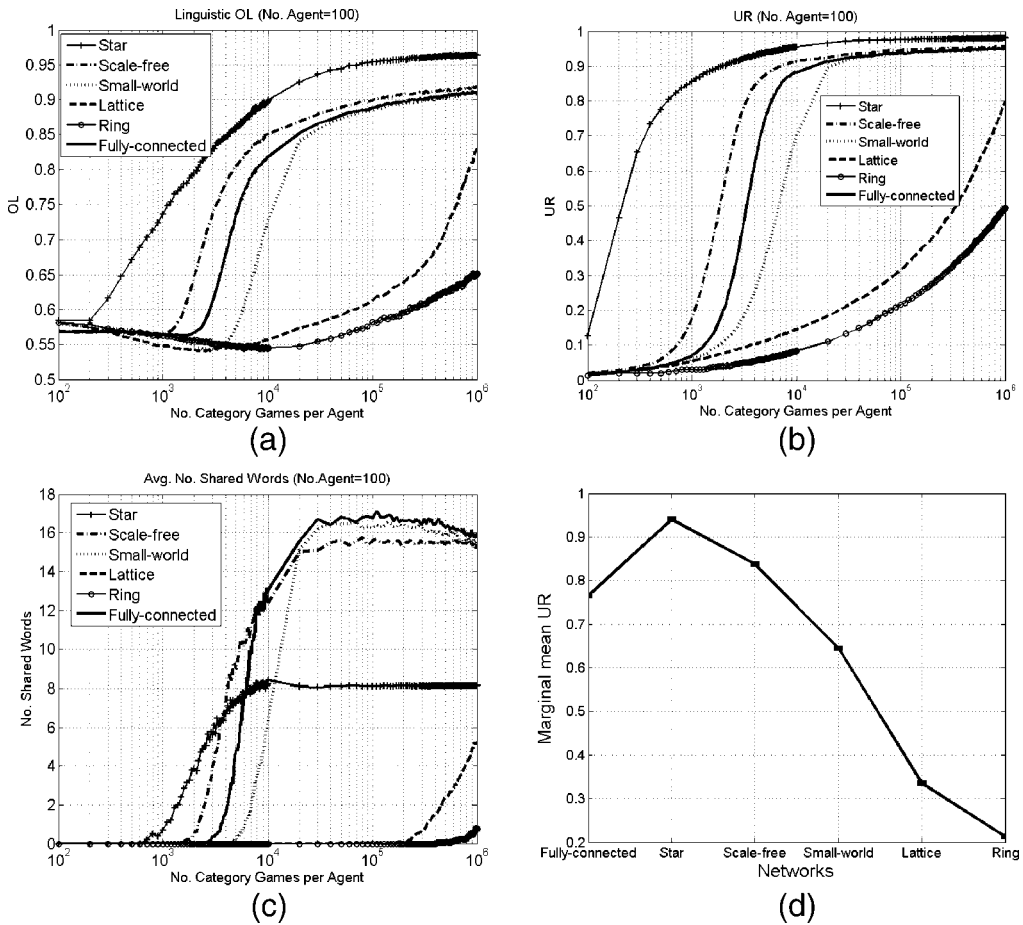 Linguistic OL (No. Agent=100)
1
0.95
0.9
0.85
0.8
0.75
0.7
0.65
0.6
0.55
0.5
OL
Star
Scale-free
Small-world
Lattice
Ring
Fully-connected
10^2
10^3
10^4
10^5
10^6
No. Category Games per Agent
(a)
UR (No. Agent=100)
1
0.9
0.8
0.7
0.6
0.5
0.4
0.3
0.2
0.1
0
UR
Star
Scale-free
Small-world
Lattice
Ring
Fully-connected
10^2
10^3
10^4
10^5
10^6
No. Category Games per Agent
(b)
Avg. No. Shared Words (No.Agent=100)
18
16
14
12
10
8
6
4
2
0
No. Shared Words
Star
Scale-free
Small-world
Lattice
Ring
Fully-connected
10^2
10^3
10^4
10^5
10^6
No. Category Games per Agent
(c)
1
0.9
0.8
0.7
0.6
0.5
0.4
0.3
0.2
Marginal mean UR
Fully-connected
Star
Scale-free
Small-world
Lattice
Ring
Networks
(d)